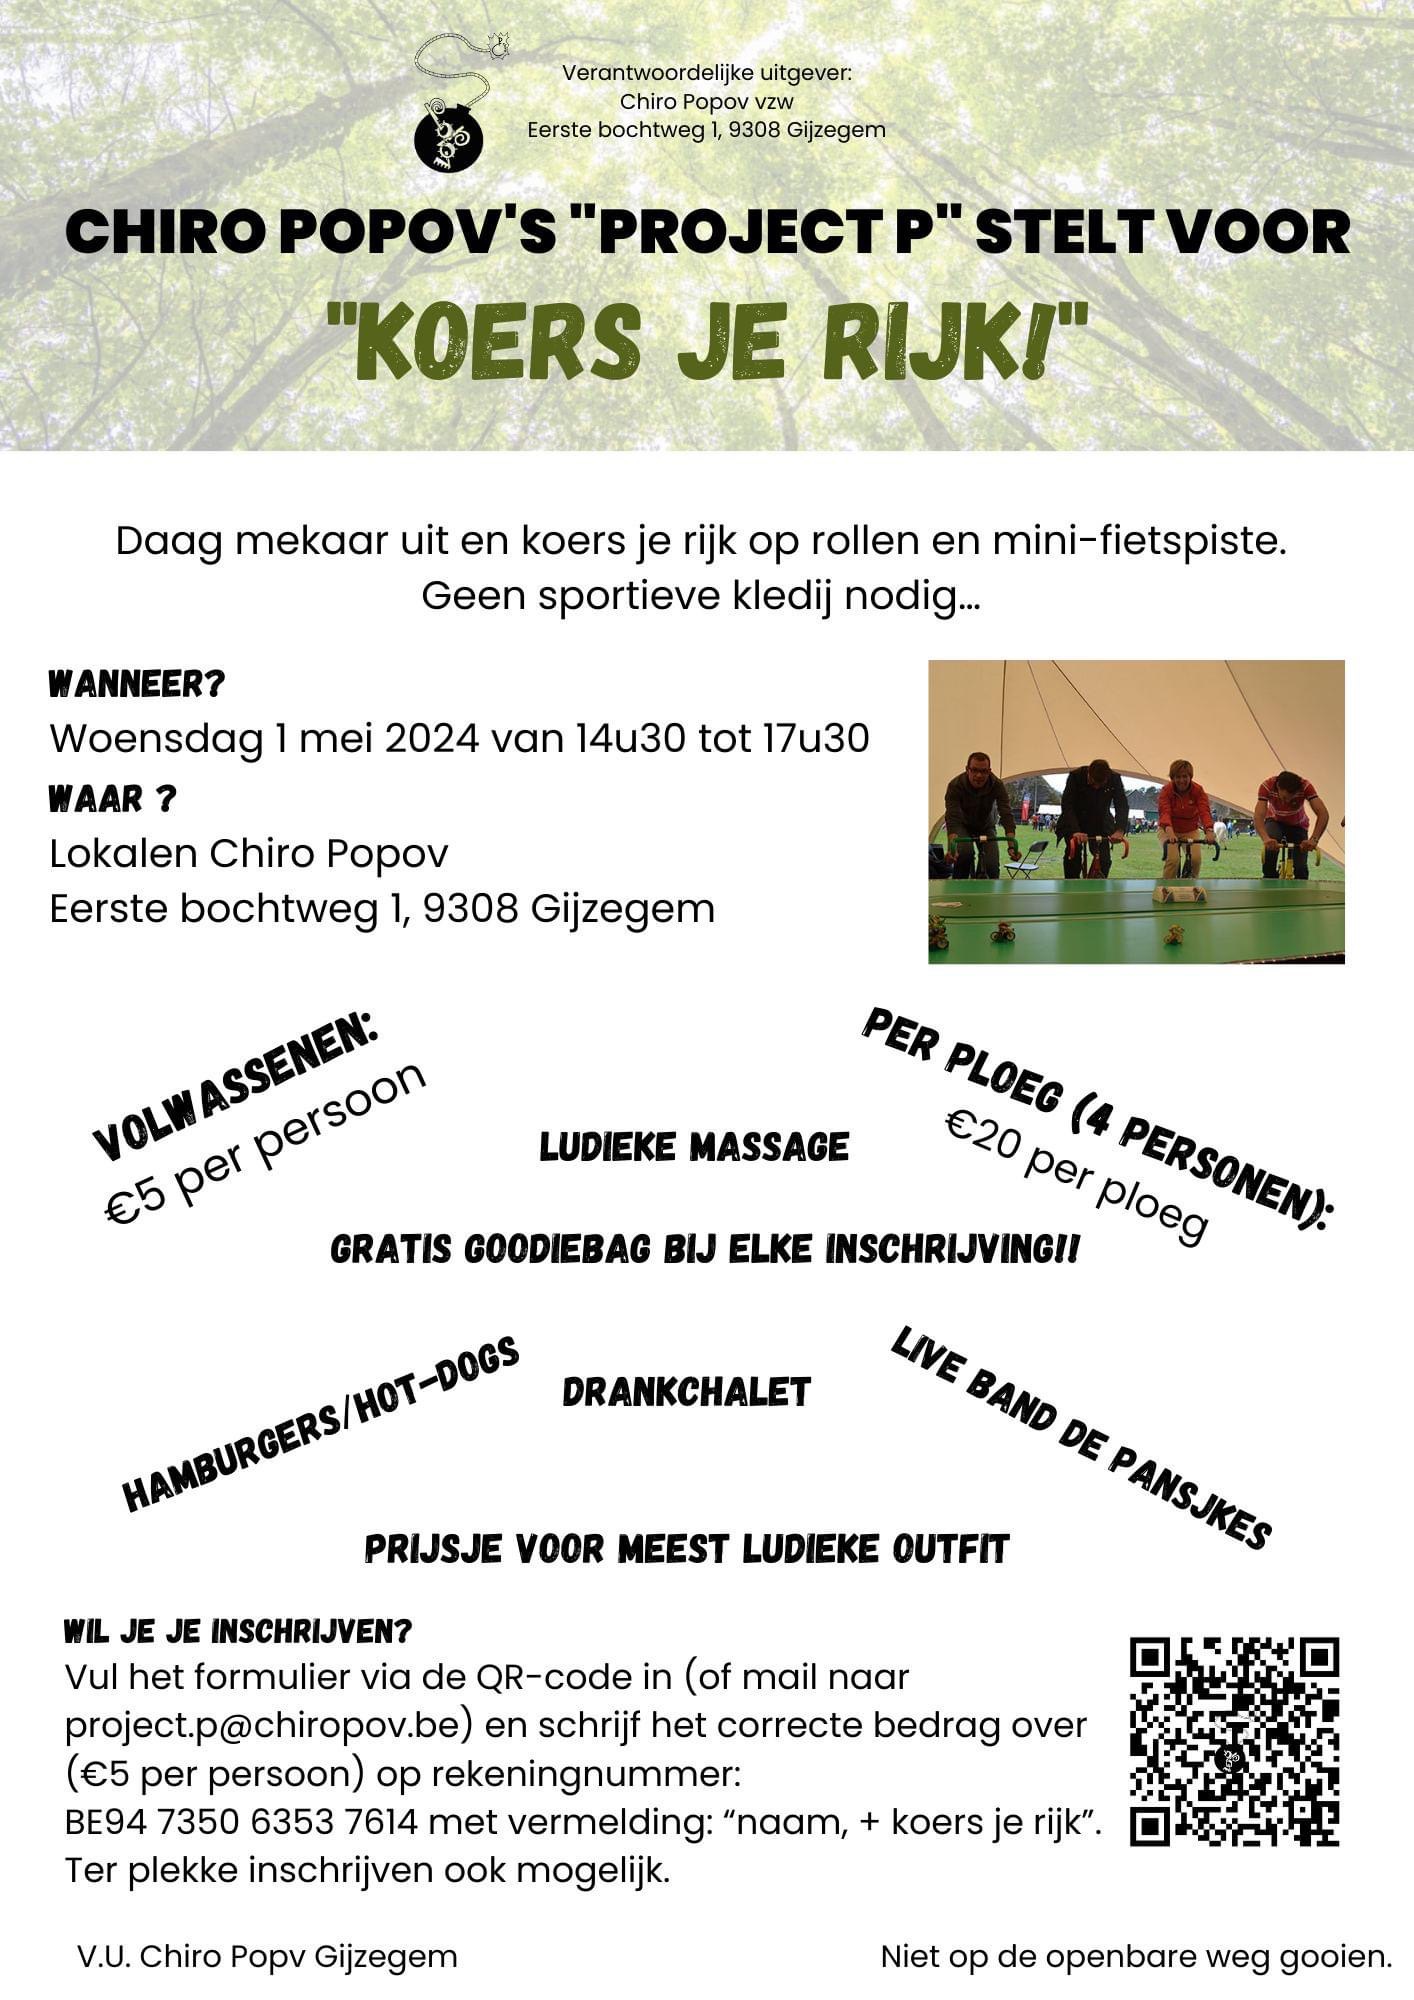 Verantwoordelijke uitgever:
Chiro Popov vzw
Eerste bochtweg 1, 9308 Gijzegem
CHIRO POPOV'S "PROJECT P" STELT VOOR
"KOERS JE RIJK!"
Daag mekaar uit en koers je rijk op rollen en mini-fietspiste.
Geen sportieve kledij nodig...
WANNEER?
Woensdag 1 mei 2024 van 14u30 tot 17u30
WAAR ?
Lokalen Chiro Popov
Eerste bochtweg 1, 9308 Gijzegem
VOLWASSENEN:
€5 per persoon
PER PLOEG (4 PERSONEN):
€20 per ploeg
LUDIEKE MASSAGE
GRATIS GOODIEBAG BIJ ELKE INSCHRIJVING!!
HAMBURGERS/HOT-DOGS
DRANKCHALET
LIVE BAND DE PANSJKES
PRIJSJE VOOR MEEST LUDIEKE OUTFIT
WIL JE JE INSCHRIJVEN?
Vul het formulier via de QR-code in (of mail naar
project.p@chiropov.be) en schrijf het correcte bedrag over
(€5 per persoon) op rekeningnummer:
BE94 7350 6353 7614 met vermelding: “naam, + koers je rijk”.
Ter plekke inschrijven ook mogelijk.
V.U. Chiro Popv Gijzegem
Niet op de openbare weg gooien.